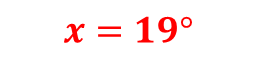 x = 19°